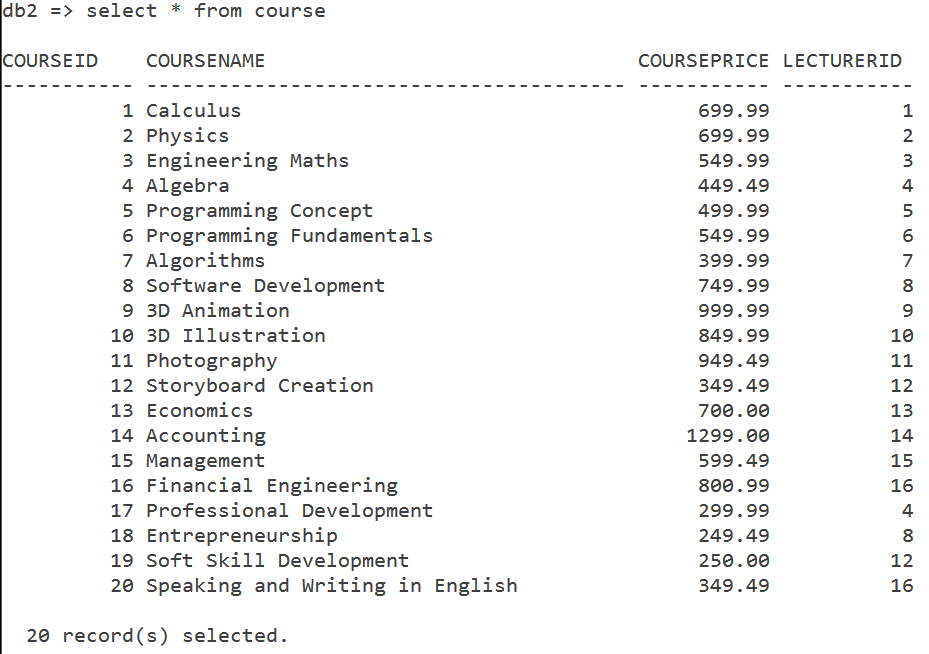 db2 => select * from course
COURSEID    COURSENAME                               COURSEPRICE LECTURERID
----------- ---------------------------------------- ----------- -----------
          1 Calculus                                      699.99           1
          2 Physics                                       699.99           2
          3 Engineering Maths                             549.99           3
          4 Algebra                                       449.49           4
          5 Programming Concept                           499.99           5
          6 Programming Fundamentals                      549.99           6
          7 Algorithms                                    399.99           7
          8 Software Development                          749.99           8
          9 3D Animation                                  999.99           9
         10 3D Illustration                               849.99          10
         11 Photography                                   949.49          11
         12 Storyboard Creation                           349.49          12
         13 Economics                                     700.00          13
         14 Accounting                                   1299.00          14
         15 Management                                    599.49          15
         16 Financial Engineering                         800.99          16
         17 Professional Development                      299.99           4
         18 Entrepreneurship                              249.49           8
         19 Soft Skill Development                        250.00          12
         20 Speaking and Writing in English               349.49          16
  20 record(s) selected.